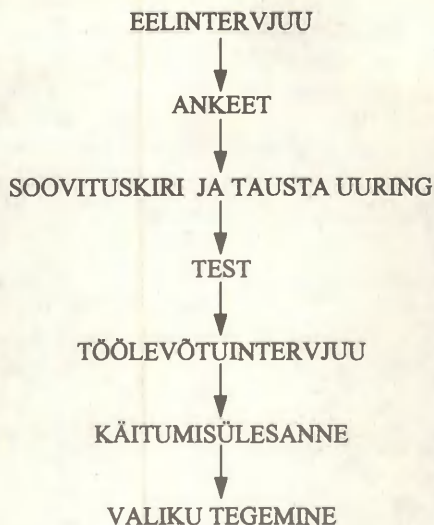 EELINTERVJUU
ANKEET
SOOVITUSKIRI JA TAUSTA UURING
TEST
TÖÖLEVÕTUINTERVJUU
KÄITUMISÜLESANNE
VALIKU TEGEMINE